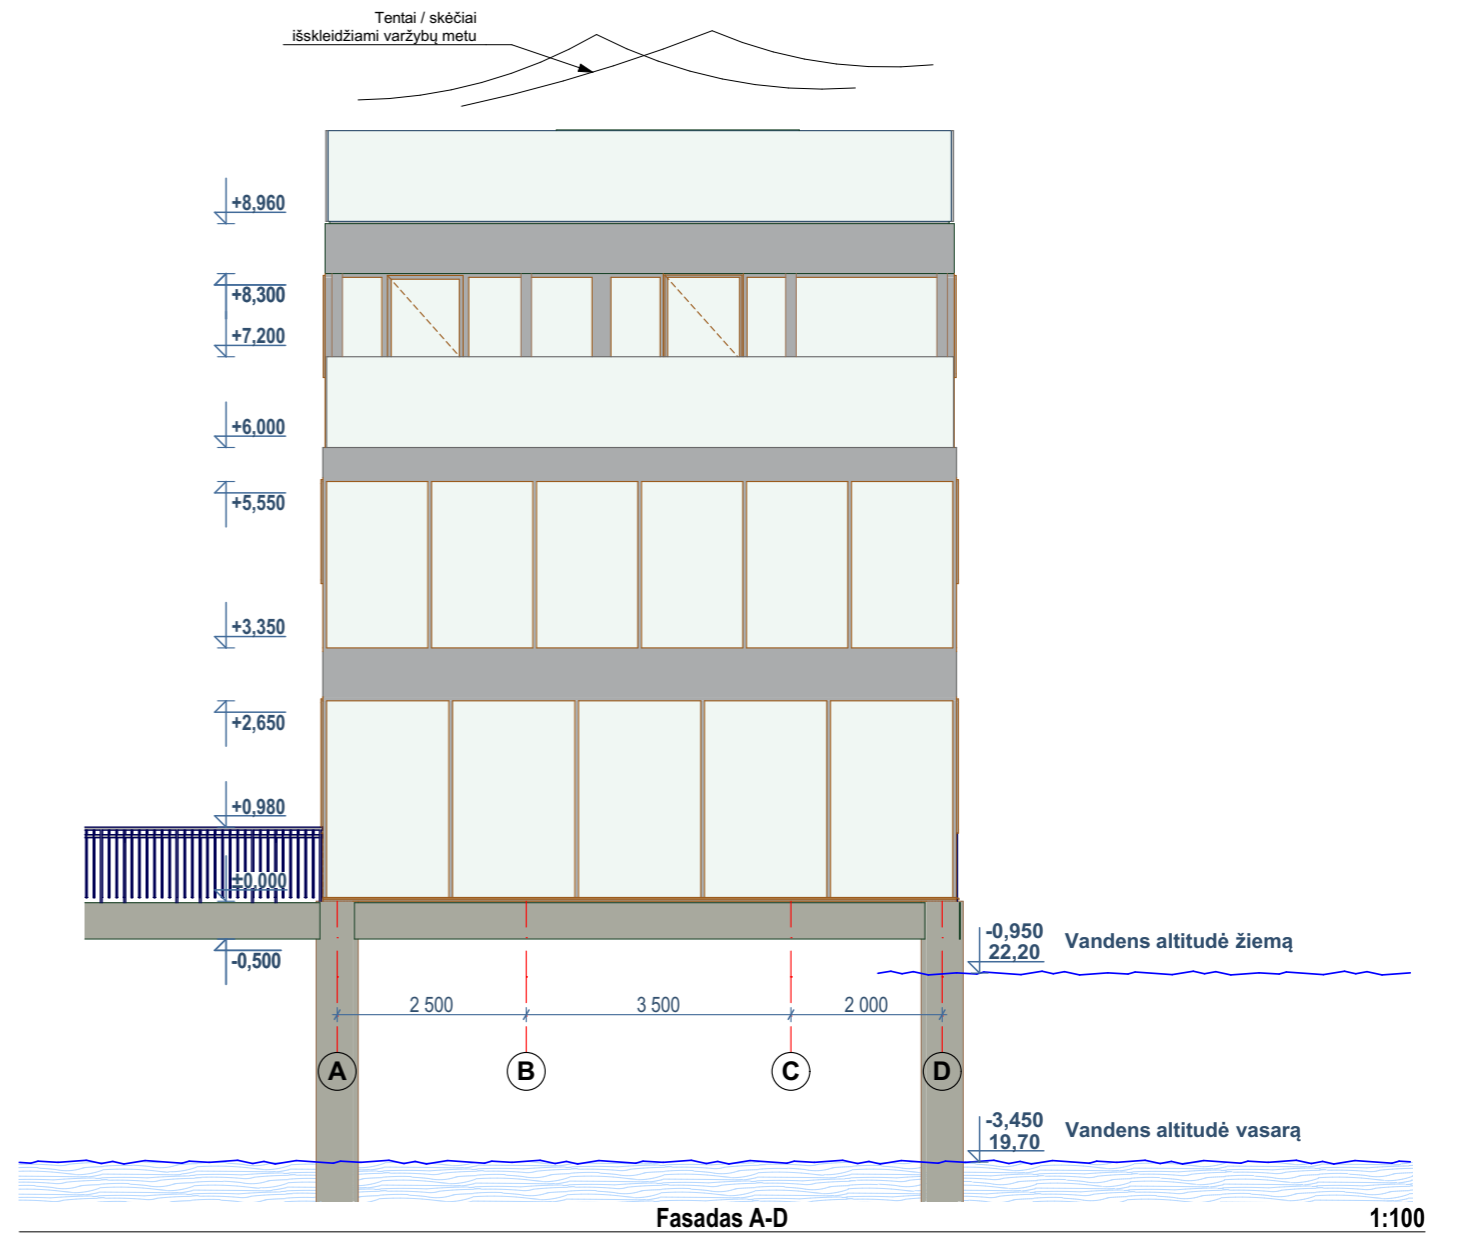 Tentai / skėčiai
išskleidžiami varžybų metu
+8,960
+8,300
+7,200
+6,000
+5,550
+3,350
+2,650
+0,980
±0,000
-0,500
-0,950
22,20
Vandens altitudė žiemą
2 500
3 500
2 000
A
B
C
D
-3,450
19,70
Vandens altitudė vasarą
Fasadas A-D
1:100